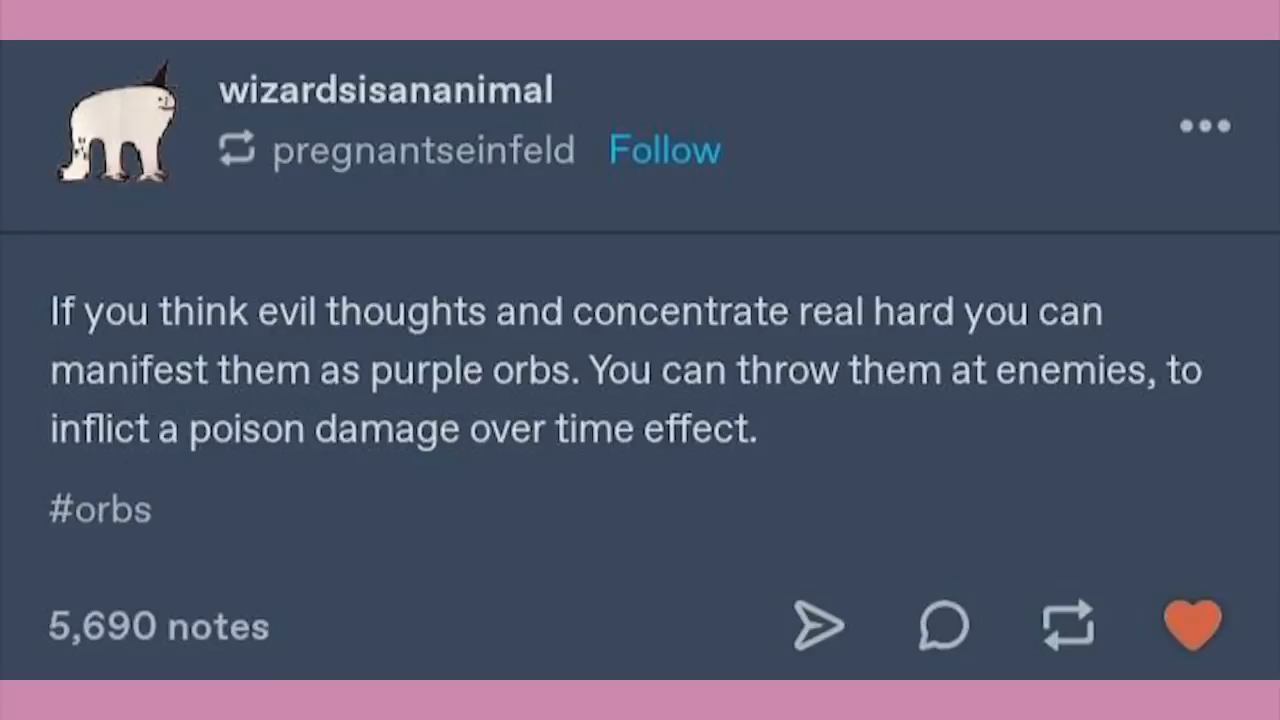 wizardsisananimal
pregnantseinfeld Follow
If you think evil thoughts and concentrate real hard you can
manifest them as purple orbs. You can throw them at enemies, to
inflict a poison damage over time effect.
#orbs
5,690 notes